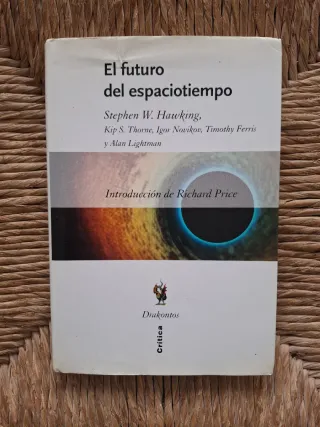 El futuro
del espaciotiempo
Stephen W. Hawking,
Kip S. Thorne, Igor Novikov, Timothy Ferris
y Alan Lightman
Introducción de Richard Price
Drakontos
Crítica